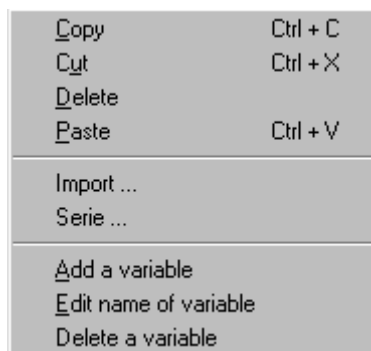 Copy Ctrl + C
Cut Ctrl + X
Delete
Paste Ctrl + V
Import ...
Serie ...
Add a variable
Edit name of variable
Delete a variable